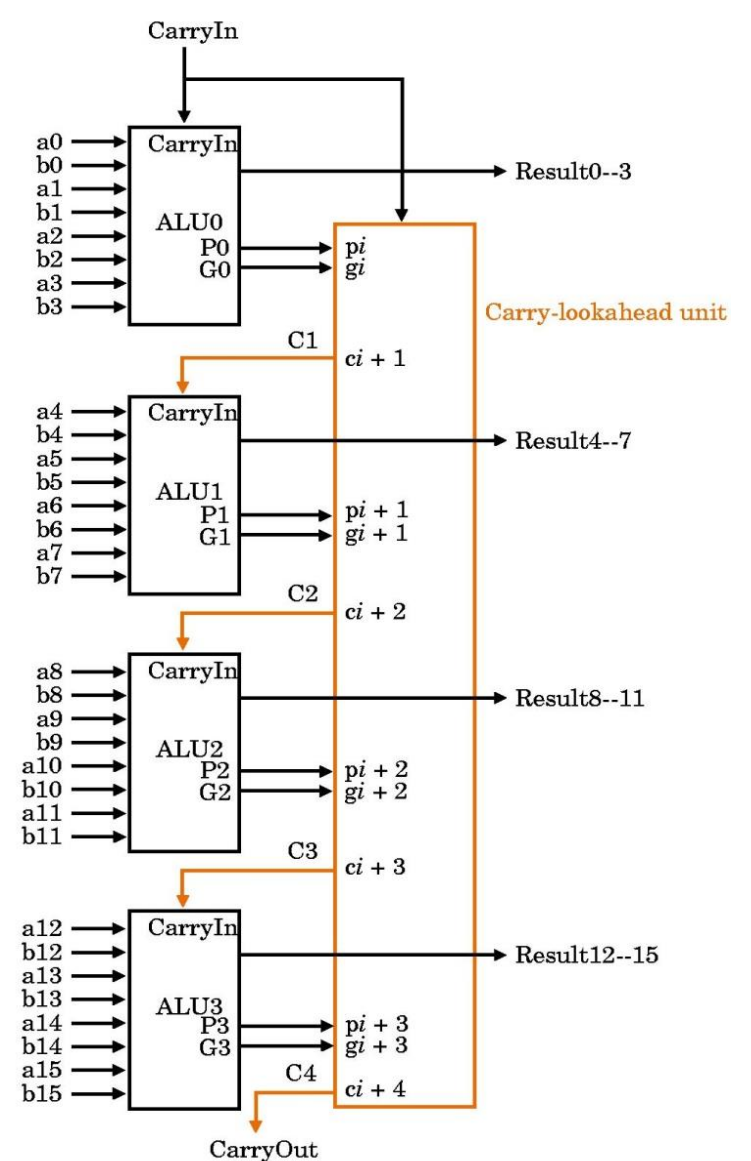 CarryIn
a0
CarryIn
b0
Result0--3
a1
b1
ALU0
a2
P0
pi
b2
G0
gi
a3
b3
Carry-lookahead unit
C1
ci + 1
a4
CarryIn
b4
Result4--7
a5
b5
ALU1
a6
P1
pi + 1
b6
G1
gi + 1
a7
b7
C2
ci + 2
a8
CarryIn
b8
Result8--11
a9
b9
ALU2
a10
P2
pi + 2
b10
G2
gi + 2
a11
b11
C3
ci + 3
a12
CarryIn
b12
Result12--15
a13
b13
ALU3
a14
P3
pi + 3
b14
G3
gi + 3
a15
C4
b15
ci + 4
CarryOut